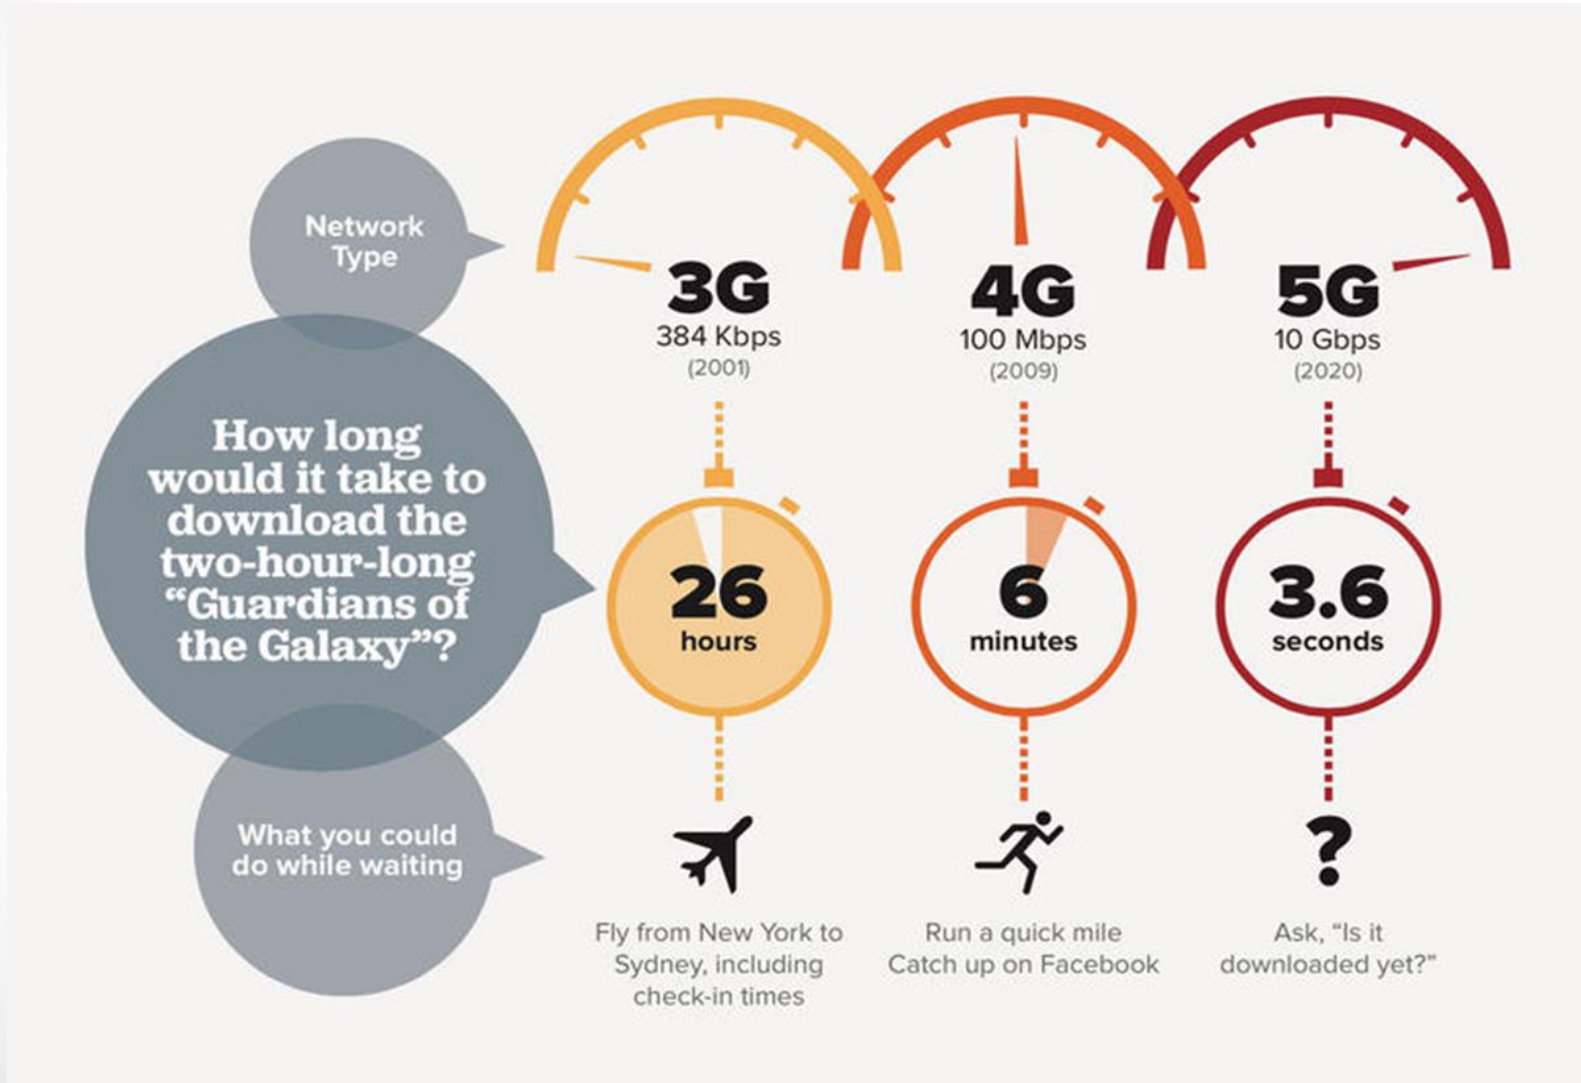 Network
Type
3G
384 Kbps
(2001)
4G
100 Mbps
(2009)
5G
10 Gbps
(2020)
How long
would it take to
download the
two-hour-long
“Guardians of
the Galaxy”?
26
hours
6
minutes
3.6
seconds
What you could
do while waiting
Fly from New York to
Sydney, including
check-in times
Run a quick mile
Catch up on Facebook
?
Ask, “Is it
downloaded yet?”